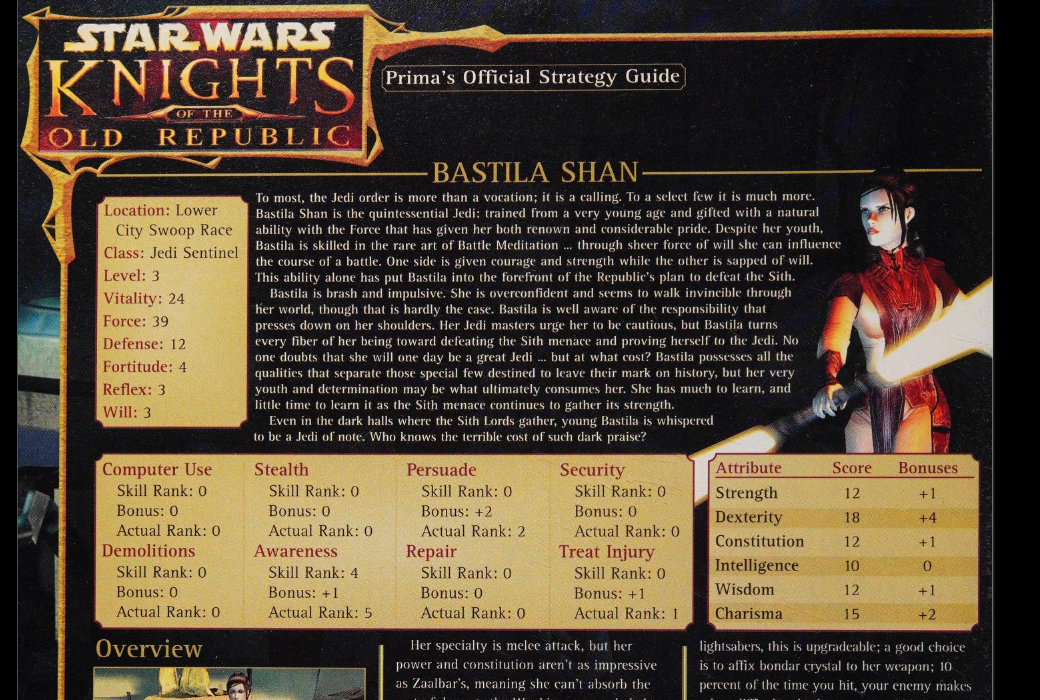 STAR WARS
KNIGHTS
OF THE
OLD REPUBLIC
Prima's Official Strategy Guide
BASTILA SHAN
Location: Lower
City Swoop Race
Class: Jedi Sentinel
Level: 3
Vitality: 24
Force: 39
Defense: 12
Fortitude: 4
Reflex: 3
Will: 3
To most, the Jedi order is more than a vocation; it is a calling. To a select few it is much more.
Bastila Shan is the quintessential Jedi: trained from a very young age and gifted with a natural
ability with the Force that has given her both renown and considerable pride. Despite her youth,
Bastila is skilled in the rare art of Battle Meditation ... through sheer force of will she can influence
the course of a battle. One side is given courage and strength while the other is sapped of will.
This ability alone has put Bastila into the forefront of the Republic's plan to defeat the Sith.
Bastila is brash and impulsive. She is overconfident and seems to walk invincible through
her world, though that is hardly the case. Bastila is well aware of the responsibility that
presses down on her shoulders. Her Jedi masters urge her to be cautious, but Bastila turns
every fiber of her being toward defeating the Sith menace and proving herself to the Jedi. No
one doubts that she will one day be a great Jedi ... but at what cost? Bastila possesses all the
qualities that separate those special few destined to leave their mark on history, but her very
youth and determination may be what ultimately consumes her. She has much to learn, and
little time to learn it as the Sith menace continues to gather its strength.
Even in the dark halls where the Sith Lords gather, young Bastila is whispered
to be a Jedi of note. Who knows the terrible cost of such dark praise?
Computer Use Stealth Persuade Security
Skill Rank: 0 Skill Rank: 0 Skill Rank: 0 Skill Rank: 0
Bonus: 0 Bonus: 0 Bonus: +2 Bonus: 0
Actual Rank: 0 Actual Rank: 0 Actual Rank: 2 Actual Rank: 0
Demolitions Awareness Repair Treat Injury
Skill Rank: 0 Skill Rank: 4 Skill Rank: 0 Skill Rank: 0
Bonus: 0 Bonus: +1 Bonus: 0 Bonus: +1
Actual Rank: 0 Actual Rank: 5 Actual Rank: 0 Actual Rank: 1
Attribute Score Bonuses
Strength 12 +1
Dexterity 18 +4
Constitution 12 +1
Intelligence 10 0
Wisdom 12 +1
Charisma 15 +2
Overview
Her specialty is melee attack, but her
power and constitution aren't as impressive
as Zaalbar's, meaning she can't absorb the
lightsabers, this is upgradeable; a good choice
is to affix bondar crystal to her weapon; 10
percent of the time you hit, your enemy makes